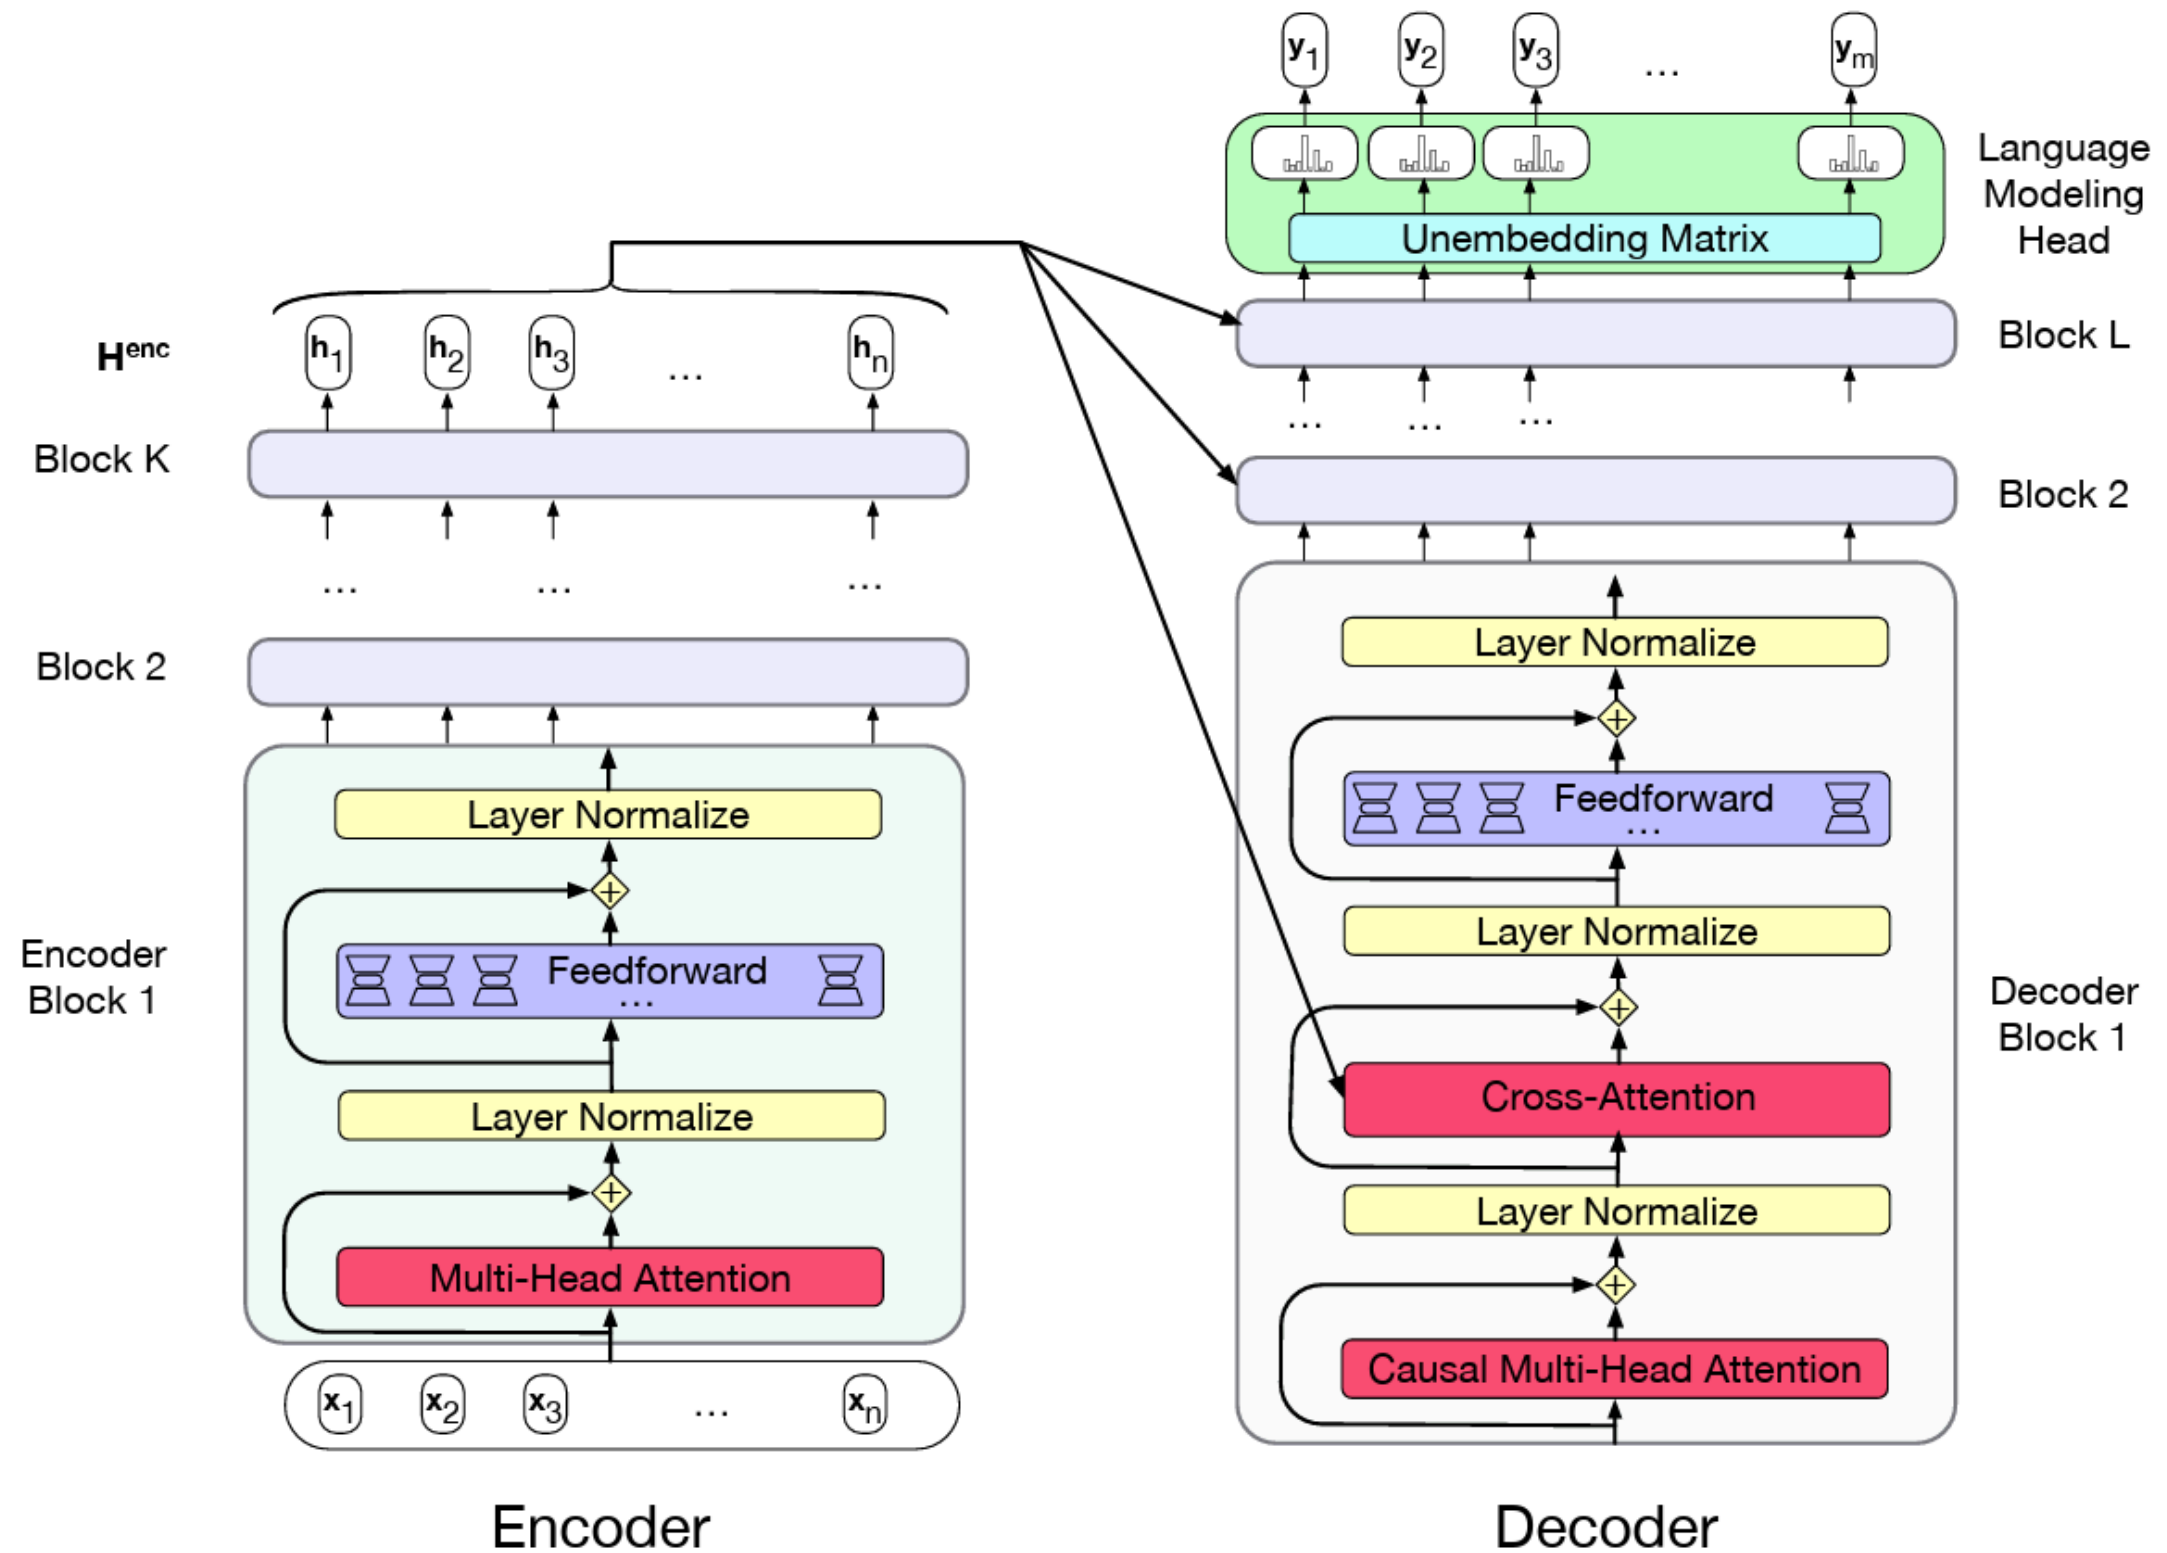 y1 y2 y3 ... ym
Language
Modeling
Head
Unembedding Matrix
Block L
... ... ...
Block 2
Layer Normalize
+
Feedforward
...
Layer Normalize
+
Cross-Attention
Layer Normalize
+
Causal Multi-Head Attention
Decoder
Block 1
Decoder
Henc
h1 h2 h3 ... hn
Block K
... ... ...
Block 2
Layer Normalize
+
Feedforward
...
Layer Normalize
+
Multi-Head Attention
Encoder
Block 1
x1 x2 x3 ... xn
Encoder